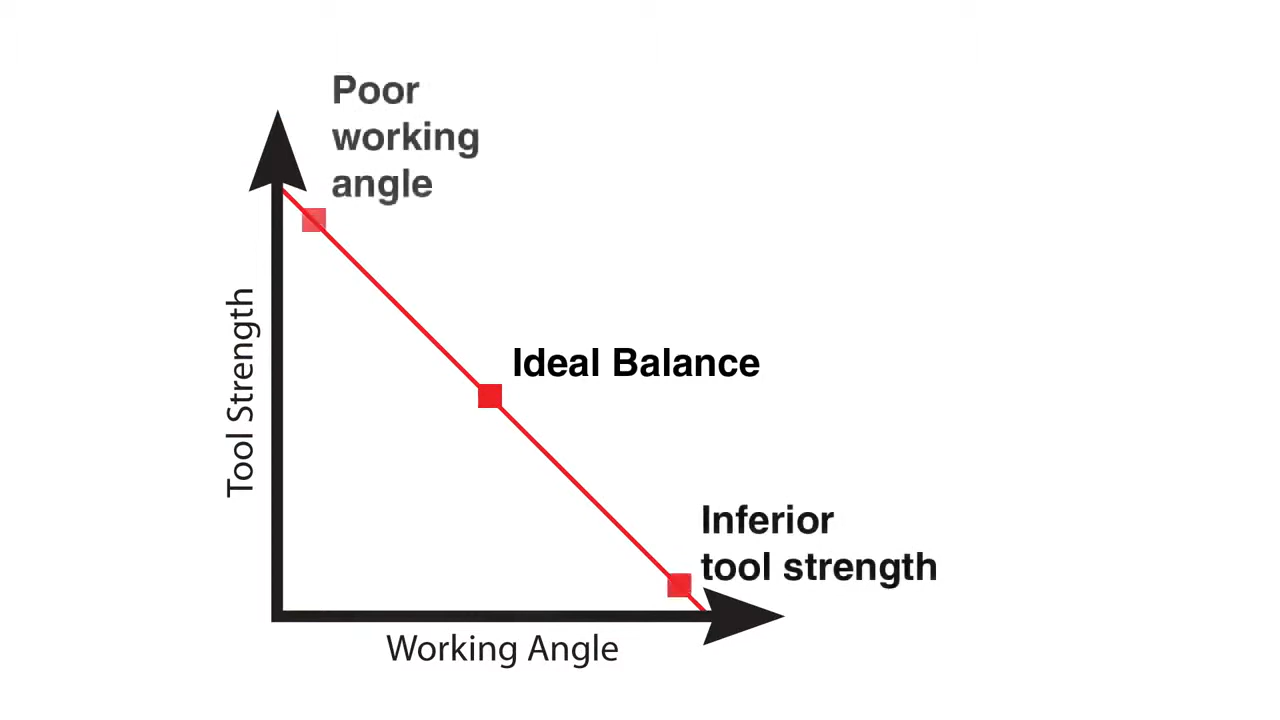 Poor
working
angle
Ideal Balance
Tool Strength
Inferior
tool strength
Working Angle